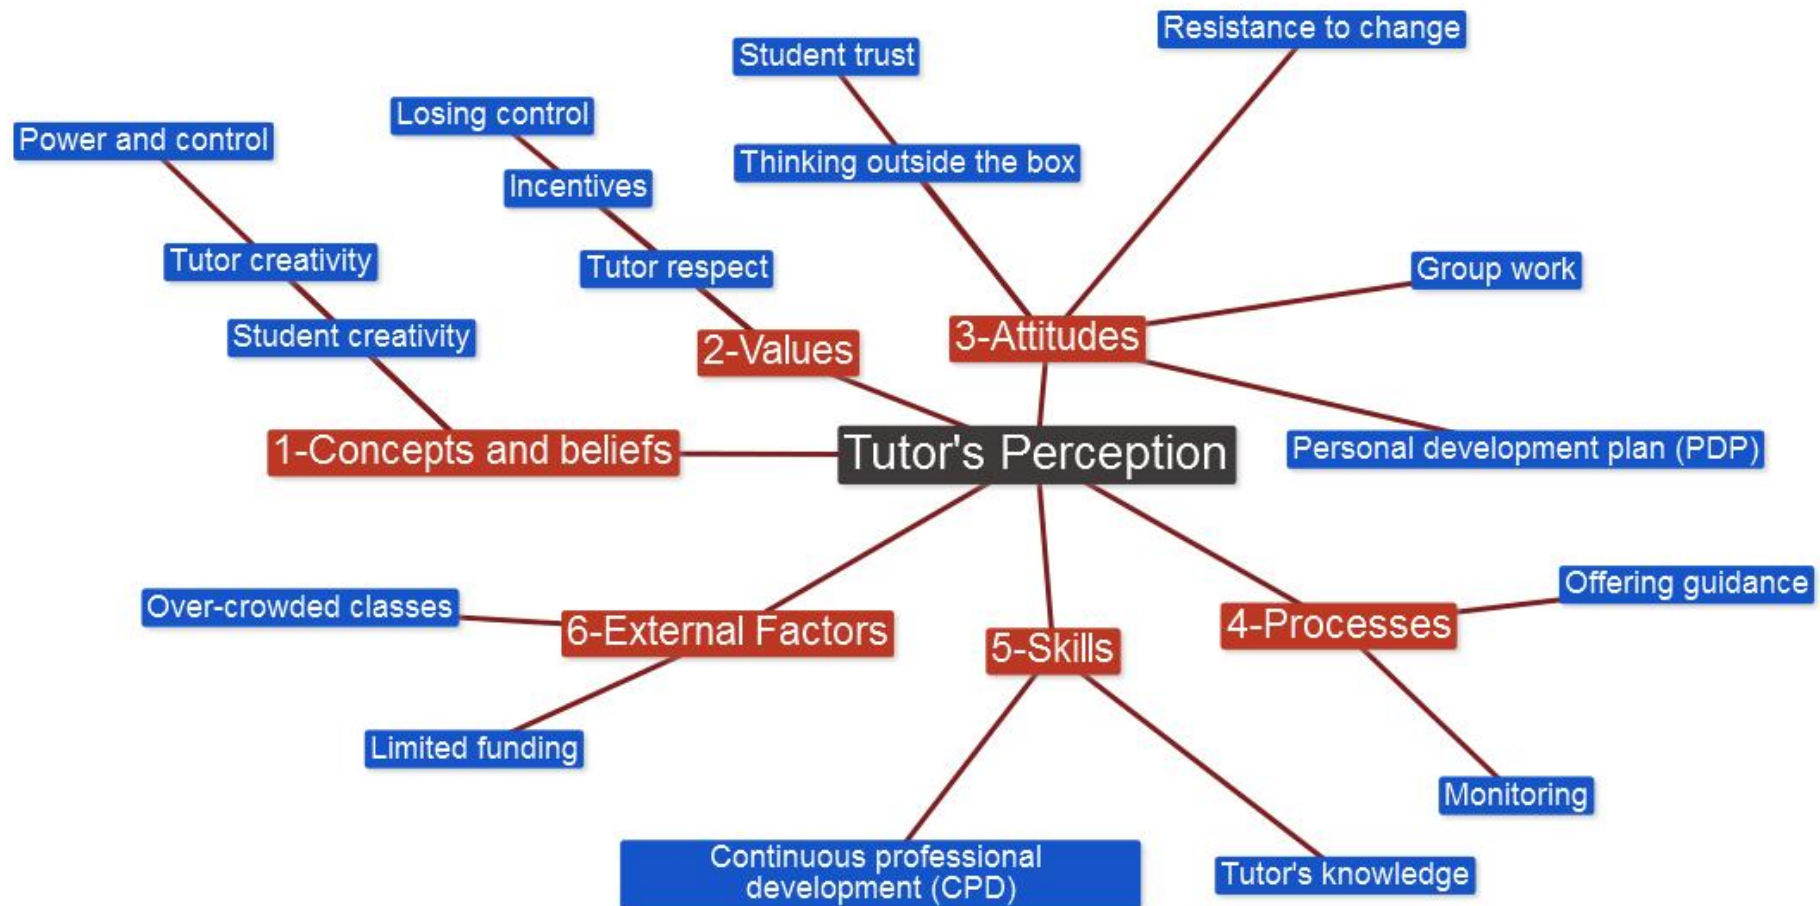 Resistance to change
Student trust
Losing control
Power and control
Thinking outside the box
Incentives
Tutor creativity
Tutor respect
Group work
Student creativity
2-Values
3-Attitudes
1-Concepts and beliefs
Tutor's Perception
Personal development plan (PDP)
Offering guidance
Over-crowded classes
6-External Factors
5-Skills
4-Processes
Limited funding
Monitoring
Continuous professional
development (CPD)
Tutor's knowledge